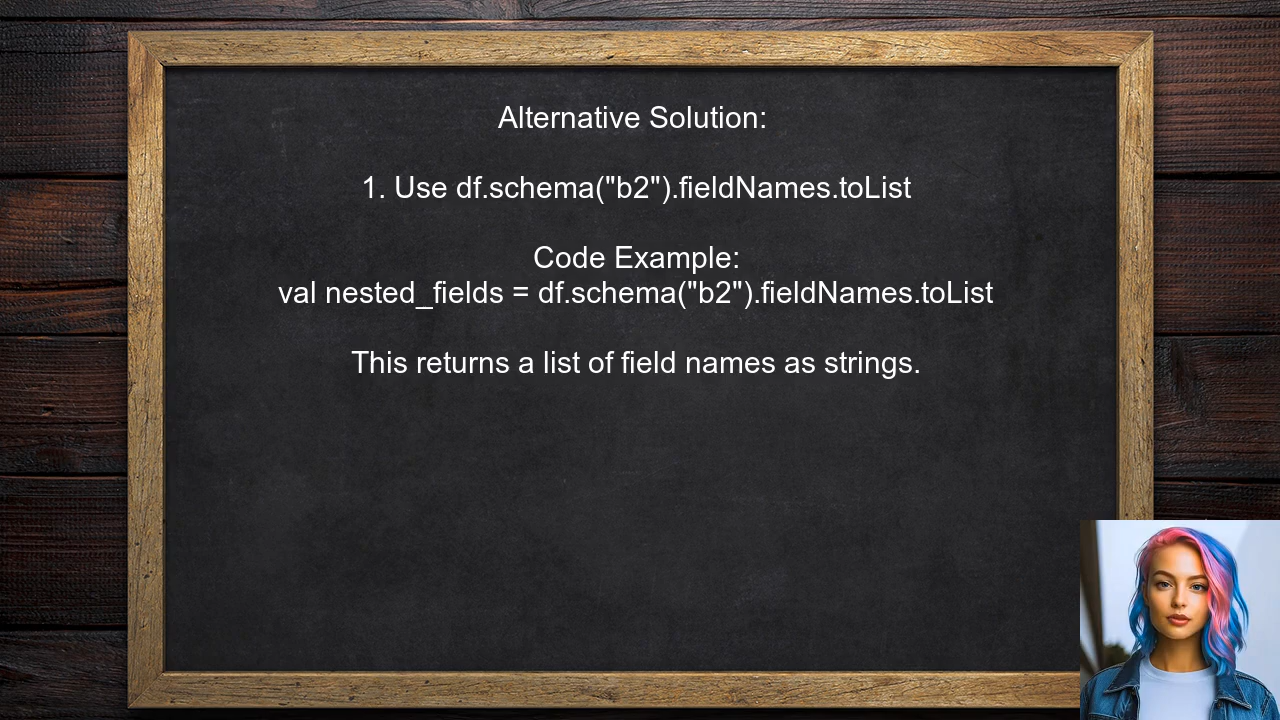 Alternative Solution:
1. Use df.schema("b2").fieldNames.toList
Code Example:
val nested_fields = df.schema("b2").fieldNames.toList
This returns a list of field names as strings.